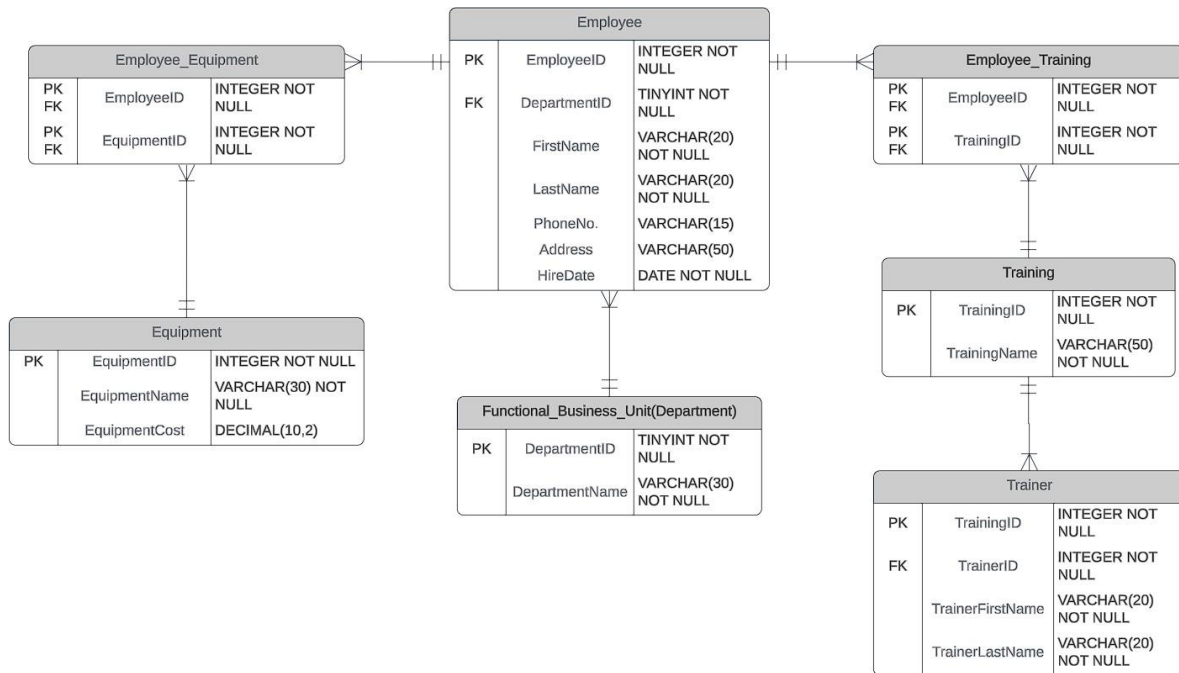 Employee
PK EmployeeID INTEGER NOT
NULL
FK DepartmentID TINYINT NOT
NULL
FirstName VARCHAR(20)
NOT NULL
LastName VARCHAR(20)
NOT NULL
PhoneNo. VARCHAR(15)
Address VARCHAR(50)
HireDate DATE NOT NULL
Employee_Equipment
PK
FK EmployeeID INTEGER NOT
NULL
PK
FK EquipmentID INTEGER NOT
NULL
Employee_Training
PK
FK EmployeeID INTEGER NOT
NULL
PK
FK TrainingID INTEGER NOT
NULL
Equipment
PK EquipmentID INTEGER NOT NULL
EquipmentName VARCHAR(30) NOT
NULL
EquipmentCost DECIMAL(10,2)
Functional_Business_Unit(Department)
PK DepartmentID TINYINT NOT
NULL
DepartmentName VARCHAR(30)
NOT NULL
Training
PK TrainingID INTEGER NOT
NULL
TrainingName VARCHAR(50)
NOT NULL
Trainer
PK TrainingID INTEGER NOT
NULL
FK TrainerID INTEGER NOT
NULL
TrainerFirstName VARCHAR(20)
NOT NULL
TrainerLastName VARCHAR(20)
NOT NULL